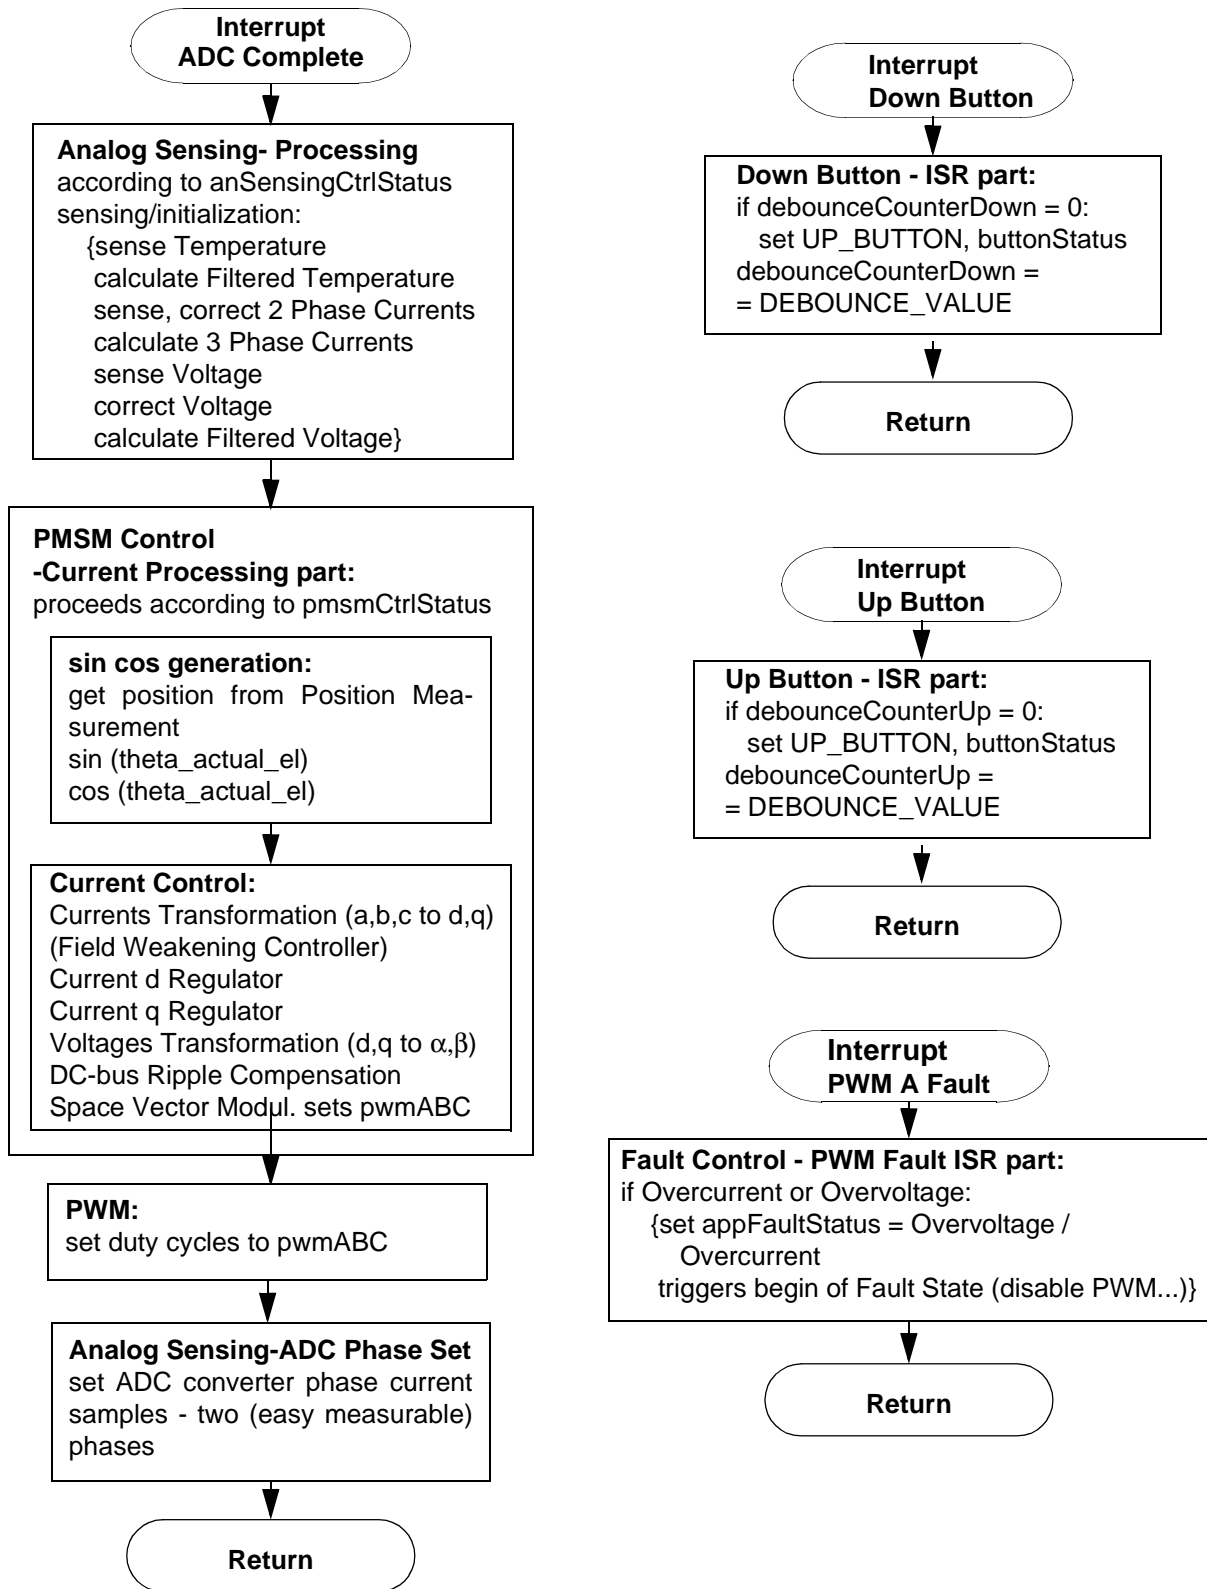 Interrupt
ADC Complete
Analog Sensing- Processing
according to anSensingCtrlStatus
sensing/initialization:
{sense Temperature
calculate Filtered Temperature
sense, correct 2 Phase Currents
calculate 3 Phase Currents
sense Voltage
correct Voltage
calculate Filtered Voltage}
PMSM Control
-Current Processing part:
proceeds according to pmsmCtrlStatus
sin cos generation:
get position from Position Mea-
surement
sin (theta_actual_el)
cos (theta_actual_el)
Current Control:
Currents Transformation (a,b,c to d,q)
(Field Weakening Controller)
Current d Regulator
Current q Regulator
Voltages Transformation (d,q to α,β)
DC-bus Ripple Compensation
Space Vector Modul. sets pwmABC
PWM:
set duty cycles to pwmABC
Analog Sensing-ADC Phase Set
set ADC converter phase current
samples - two (easy measurable)
phases
Return
Interrupt
Down Button
Down Button - ISR part:
if debounceCounterDown = 0:
set UP_BUTTON, buttonStatus
debounceCounterDown =
= DEBOUNCE_VALUE
Return
Interrupt
Up Button
Up Button - ISR part:
if debounceCounterUp = 0:
set UP_BUTTON, buttonStatus
debounceCounterUp =
= DEBOUNCE_VALUE
Return
Interrupt
PWM A Fault
Fault Control - PWM Fault ISR part:
if Overcurrent or Overvoltage:
{set appFaultStatus = Overvoltage /
Overcurrent
triggers begin of Fault State (disable PWM...)}
Return